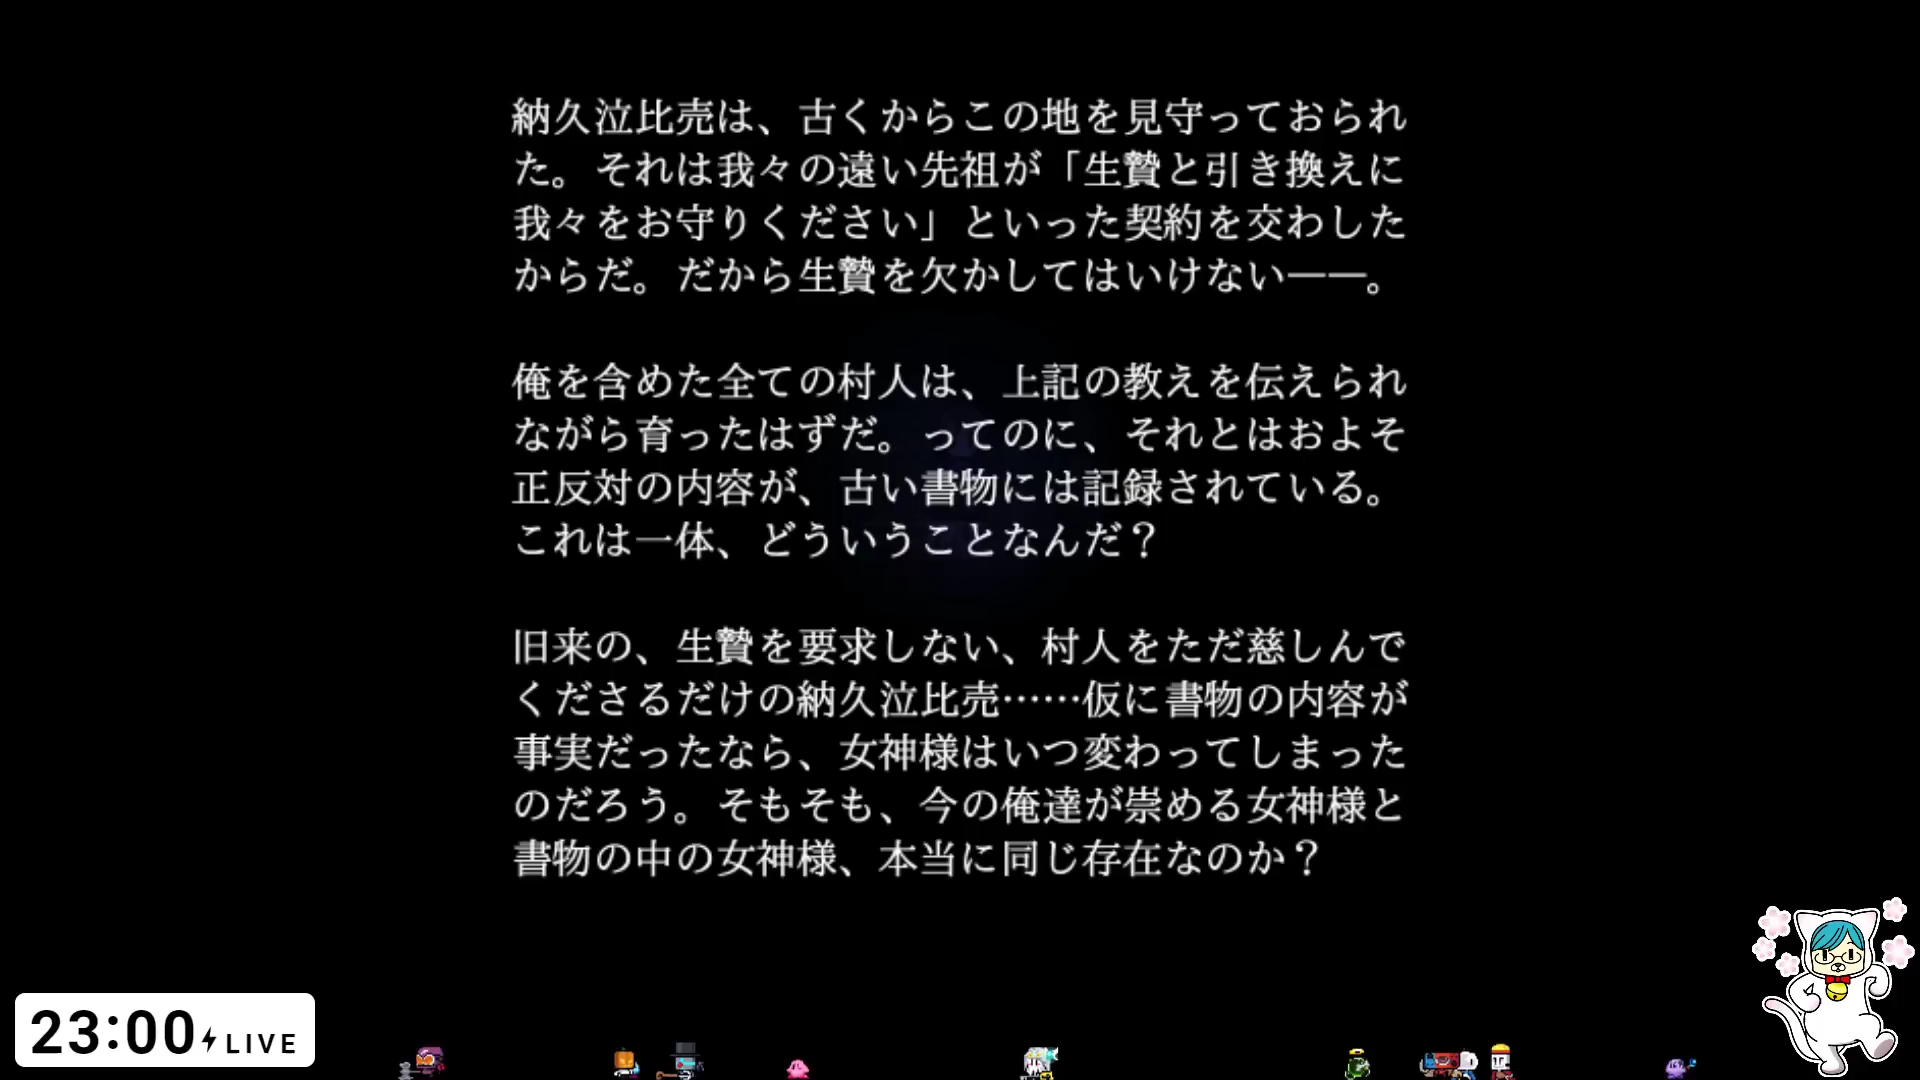 納久泣比売は、古くからこの地を見守っておられ
た。それは我々の遠い先祖が「生贄と引き換えに
我々をお守りください」といった契約を交わした
からだ。だから生贄を欠かしてはいけない――。
俺を含めた全ての村人は、上記の教えを伝えられ
ながら育ったはずだ。ってのに、それとはおよそ
正反対の内容が、古い書物には記録されている。
これは一体、どういうことなんだ？
旧来の、生贄を要求しない、村人をただ慈しんで
くださるだけの納久泣比売……仮に書物の内容が
事実だったなら、女神様はいつ変わってしまった
のだろう。そもそも、今の俺達が崇める女神様と
書物の中の女神様、本当に同じ存在なのか？
23:00 LIVE